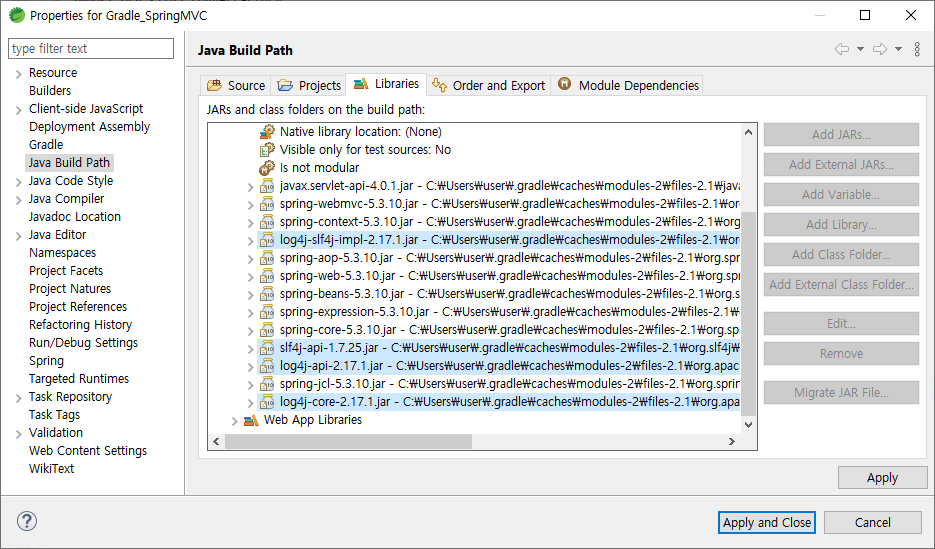 Properties for Gradle_SpringMVC
type filter text
Resource
Builders
Client-side JavaScript
Deployment Assembly
Gradle
Java Build Path
Java Code Style
Java Compiler
Javadoc Location
Java Editor
Namespaces
Project Facets
Project Natures
Project References
Refactoring History
Run/Debug Settings
Spring
Targeted Runtimes
Task Repository
Task Tags
Validation
Web Content Settings
WikiText
Java Build Path
Source Projects Libraries Order and Export Module Dependencies
JARs and class folders on the build path:
Native library location: (None)
Visible only for test sources: No
Is not modular
javax.servlet-api-4.0.1.jar - C:₩Users₩user₩.gradle₩caches₩modules-2₩files-2.1₩java
spring-webmvc-5.3.10.jar - C:₩Users₩user₩.gradle₩caches₩modules-2₩files-2.1₩or
spring-context-5.3.10.jar - C:₩Users₩user₩.gradle₩caches₩modules-2₩files-2.1₩org
log4j-slf4j-impl-2.17.1.jar - C:₩Users₩user₩.gradle₩caches₩modules-2₩files-2.1₩or
spring-aop-5.3.10.jar - C:₩Users₩user₩.gradle₩caches₩modules-2₩files-2.1₩org.spr
spring-web-5.3.10.jar - C:₩Users₩user₩.gradle₩caches₩modules-2₩files-2.1₩org.spr
spring-beans-5.3.10.jar - C:₩Users₩user₩.gradle₩caches₩modules-2₩files-2.1₩org.s
spring-expression-5.3.10.jar - C:₩Users₩user₩.gradle₩caches₩modules-2₩files-2.1₩
spring-core-5.3.10.jar - C:₩Users₩user₩.gradle₩caches₩modules-2₩files-2.1₩org.sp
slf4j-api-1.7.25.jar - C:₩Users₩user₩.gradle₩caches₩modules-2₩files-2.1₩org.slf4j₩
log4j-api-2.17.1.jar - C:₩Users₩user₩.gradle₩caches₩modules-2₩files-2.1₩org.apac
spring-jcl-5.3.10.jar - C:₩Users₩user₩.gradle₩caches₩modules-2₩files-2.1₩org.sprin
log4j-core-2.17.1.jar - C:₩Users₩user₩.gradle₩caches₩modules-2₩files-2.1₩org.apa
Web App Libraries
Add JARs...
Add External JARs...
Add Variable...
Add Library...
Add Class Folder...
Add External Class Folder...
Edit...
Remove
Migrate JAR File...
Apply
Apply and Close Cancel